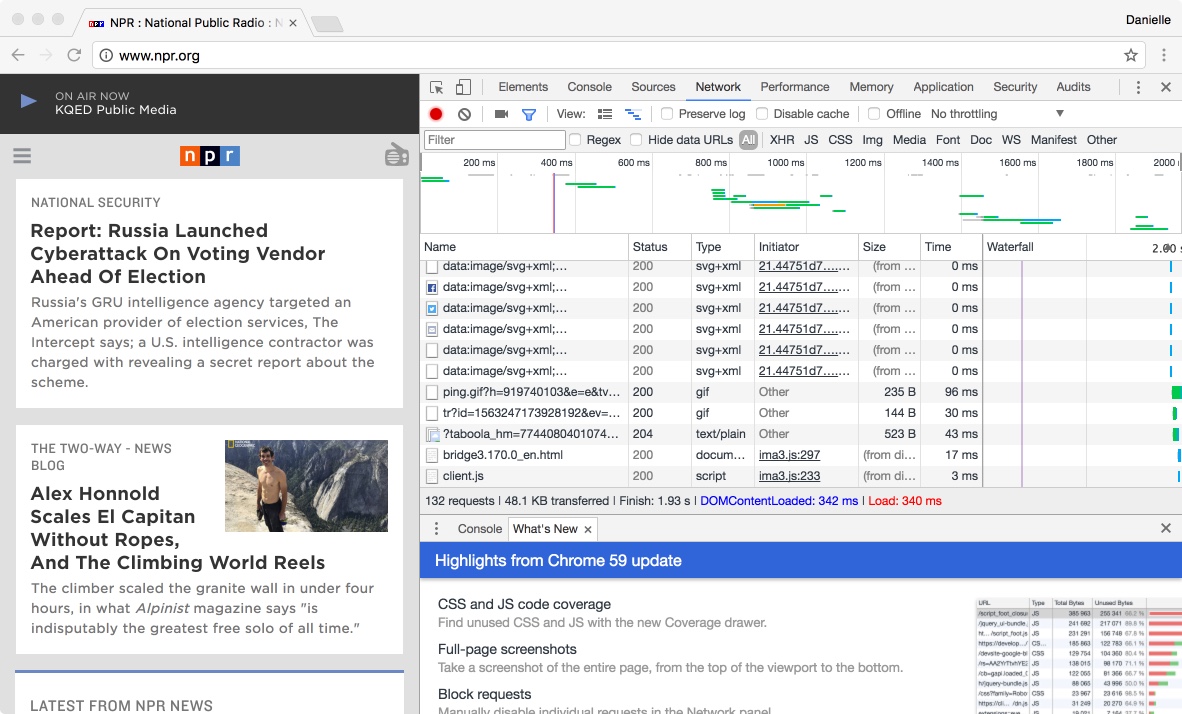 NPR : National Public Radio : N
Danielle
www.npr.org
ON AIR NOW
KQED Public Media
npr
NATIONAL SECURITY
Report: Russia Launched
Cyberattack On Voting Vendor
Ahead Of Election
Russia's GRU intelligence agency targeted an
American provider of election services, The
Intercept says; a U.S. intelligence contractor was
charged with revealing a secret report about the
scheme.
THE TWO-WAY - NEWS
BLOG
Alex Honnold
Scales El Capitan
Without Ropes,
And The Climbing World Reels
The climber scaled the granite wall in under four
hours, in what Alpinist magazine says "is
indisputably the greatest free solo of all time."
LATEST FROM NPR NEWS
Elements Console Sources Network Performance Memory Application Security Audits
View: Preserve log Disable cache Offline No throttling
Filter Regex Hide data URLs All XHR JS CSS Img Media Font Doc WS Manifest Other
200 ms 400 ms 600 ms 800 ms 1000 ms 1200 ms 1400 ms 1600 ms 1800 ms 2000
Name Status Type Initiator Size Time Waterfall 2.00 s
data:image/svg+xml;... 200 svg+xml 21.44751d7…... (from ... 0 ms
data:image/svg+xml;... 200 svg+xml 21.44751d7…... (from ... 0 ms
data:image/svg+xml;... 200 svg+xml 21.44751d7…... (from ... 0 ms
data:image/svg+xml;... 200 svg+xml 21.44751d7…... (from ... 0 ms
data:image/svg+xml;... 200 svg+xml 21.44751d7…... (from ... 0 ms
data:image/svg+xml;... 200 svg+xml 21.44751d7…... (from ... 0 ms
ping.gif?h=919740103&e=e&tv... 200 gif Other 235 B 96 ms
tr?id=1563247173928192&ev=... 200 gif Other 144 B 30 ms
?taboola_hm=7744080401074... 204 text/plain Other 523 B 43 ms
bridge3.170.0_en.html 200 docum... ima3.js:297 (from di... 17 ms
client.js 200 script ima3.js:233 (from di... 3 ms
132 requests | 48.1 KB transferred | Finish: 1.93 s | DOMContentLoaded: 342 ms | Load: 340 ms
Console What's New
Highlights from Chrome 59 update
CSS and JS code coverage
Find unused CSS and JS with the new Coverage drawer.
Full-page screenshots
Take a screenshot of the entire page, from the top of the viewport to the bottom.
Block requests
Manually disable individual requests in the Network panel.
URL Type Total Bytes Unused Bytes